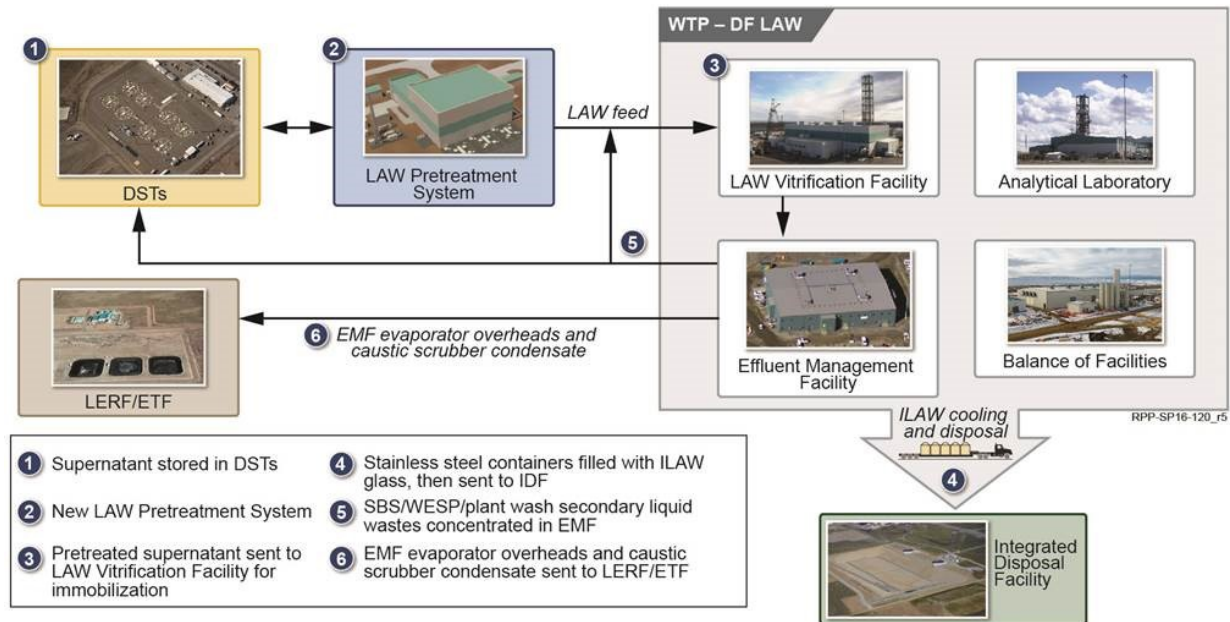 WTP – DF LAW
1
2
3
LAW feed
DSTs
LAW Pretreatment
System
LAW Vitrification Facility
Analytical Laboratory
5
6
EMF evaporator overheads and
caustic scrubber condensate
LERF/ETF
Effluent Management
Facility
Balance of Facilities
RPP-SP16-120_r5
ILAW cooling
and disposal
4
Integrated
Disposal
Facility
1 Supernatant stored in DSTs
2 New LAW Pretreatment System
3 Pretreated supernatant sent to
LAW Vitrification Facility for
immobilization
4 Stainless steel containers filled with ILAW
glass, then sent to IDF
5 SBS/WESP/plant wash secondary liquid
wastes concentrated in EMF
6 EMF evaporator overheads and caustic
scrubber condensate sent to LERF/ETF